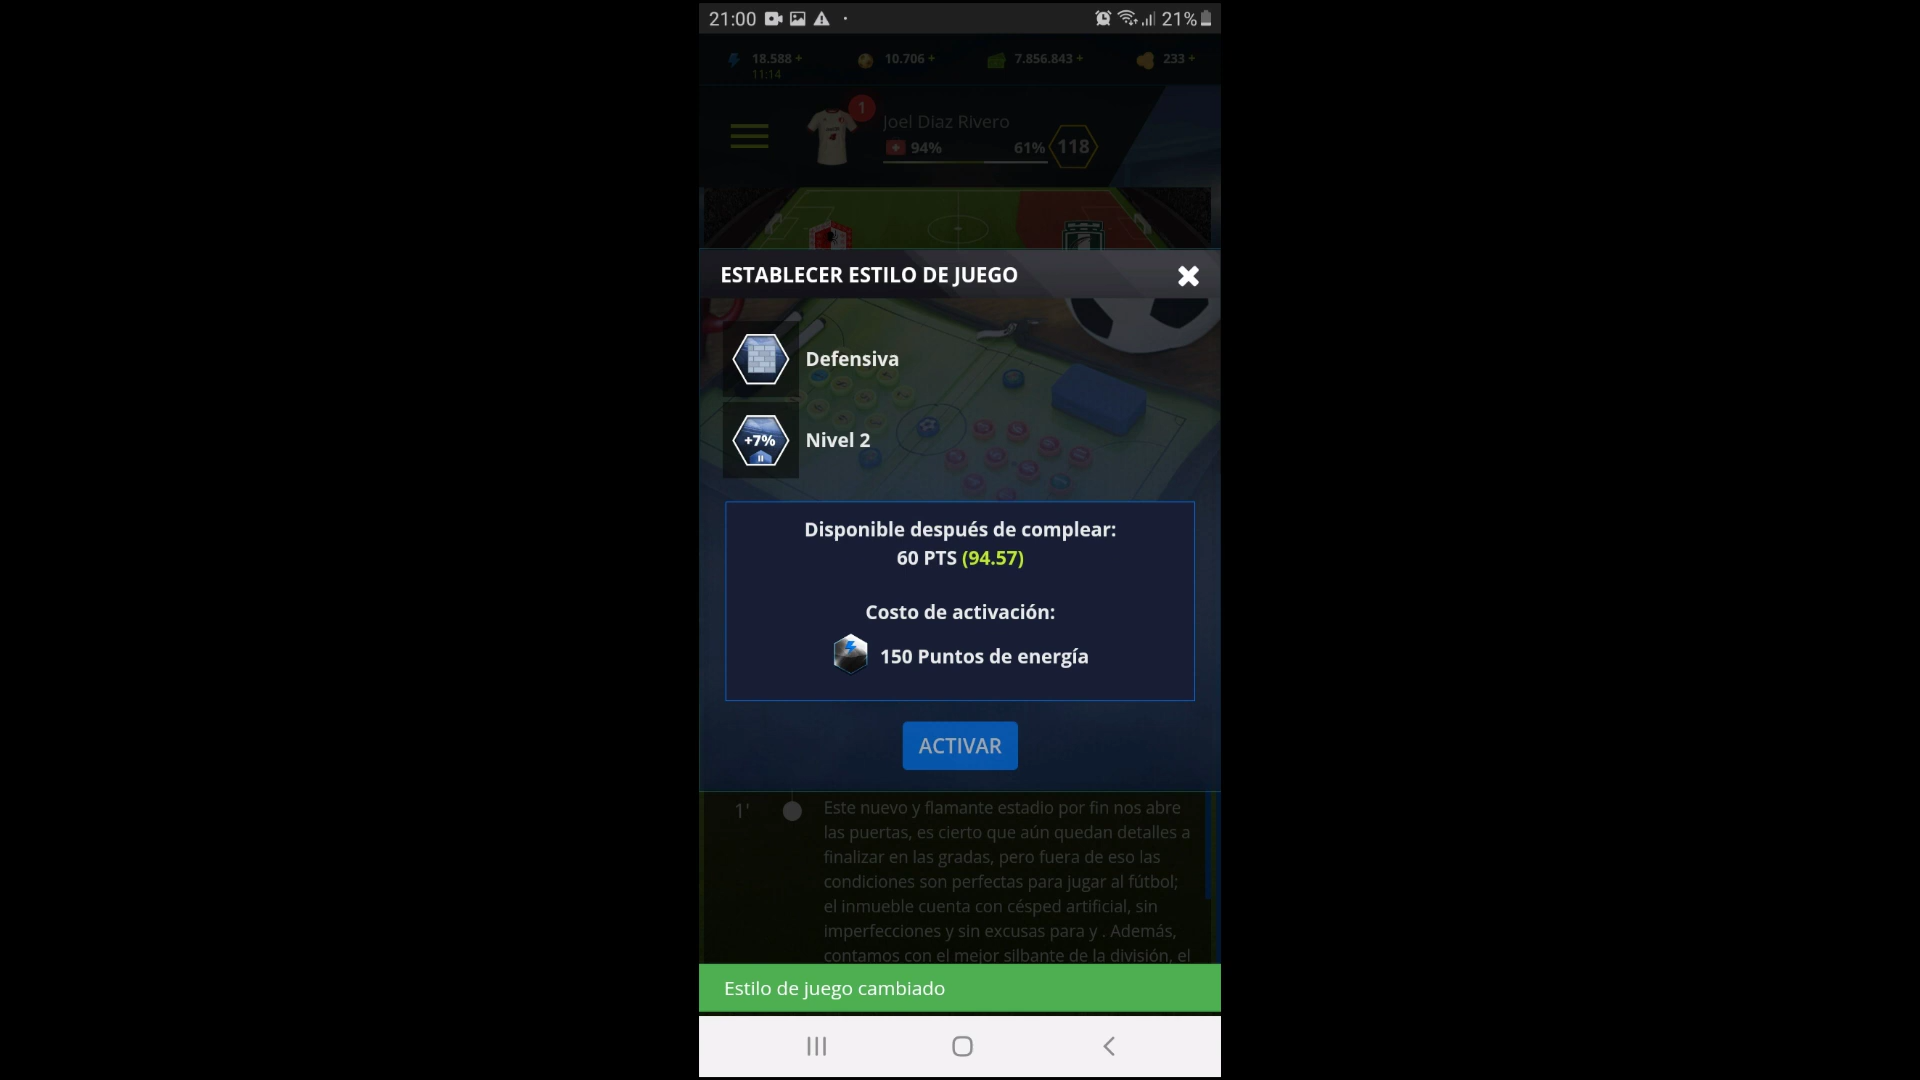 21:00
21%
18.588 +
10.706 +
7.856.843 +
233 +
11:14
1
Joel Diaz Rivero
94%
61%
118
ESTABLECER ESTILO DE JUEGO
Defensiva
+7%
II
Nivel 2
Disponible después de complear:
60 PTS (94.57)
Costo de activación:
150 Puntos de energía
ACTIVAR
1'
Este nuevo y flamante estadio por fin nos abre
las puertas, es cierto que aún quedan detalles a
finalizar en las gradas, pero fuera de eso las
condiciones son perfectas para jugar al fútbol;
el inmueble cuenta con césped artificial, sin
imperfecciones y sin excusas para y . Además,
contamos con el mejor silbante de la división, el
Estilo de juego cambiado